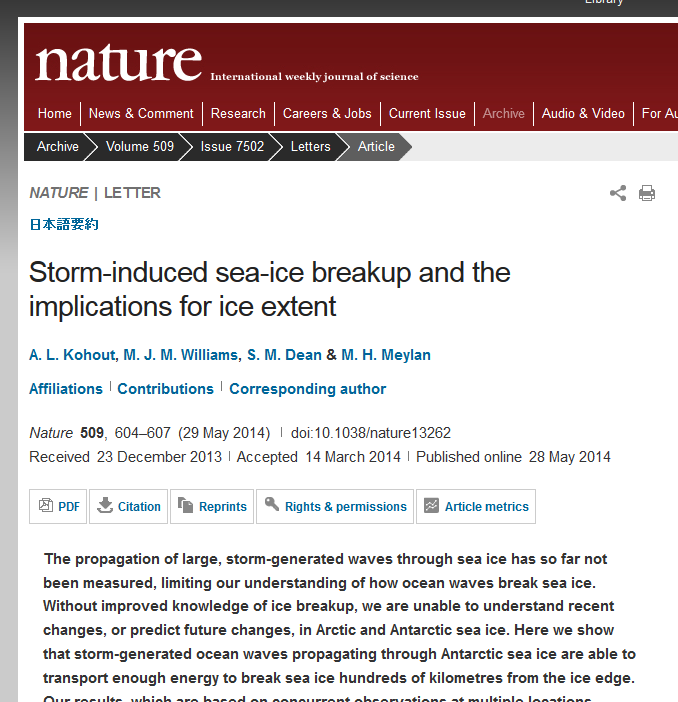 Library
nature International weekly journal of science
Home News & Comment Research Careers & Jobs Current Issue Archive Audio & Video For Au
Archive Volume 509 Issue 7502 Letters Article
NATURE | LETTER
日本語要約
Storm-induced sea-ice breakup and the
implications for ice extent
A. L. Kohout, M. J. M. Williams, S. M. Dean & M. H. Meylan
Affiliations | Contributions | Corresponding author
Nature 509, 604–607 (29 May 2014) | doi:10.1038/nature13262
Received 23 December 2013 | Accepted 14 March 2014 | Published online 28 May 2014
PDF Citation Reprints Rights & permissions Article metrics
The propagation of large, storm-generated waves through sea ice has so far not
been measured, limiting our understanding of how ocean waves break sea ice.
Without improved knowledge of ice breakup, we are unable to understand recent
changes, or predict future changes, in Arctic and Antarctic sea ice. Here we show
that storm-generated ocean waves propagating through Antarctic sea ice are able to
transport enough energy to break sea ice hundreds of kilometres from the ice edge.
Our results, which are based on concurrent observations at multiple locations,